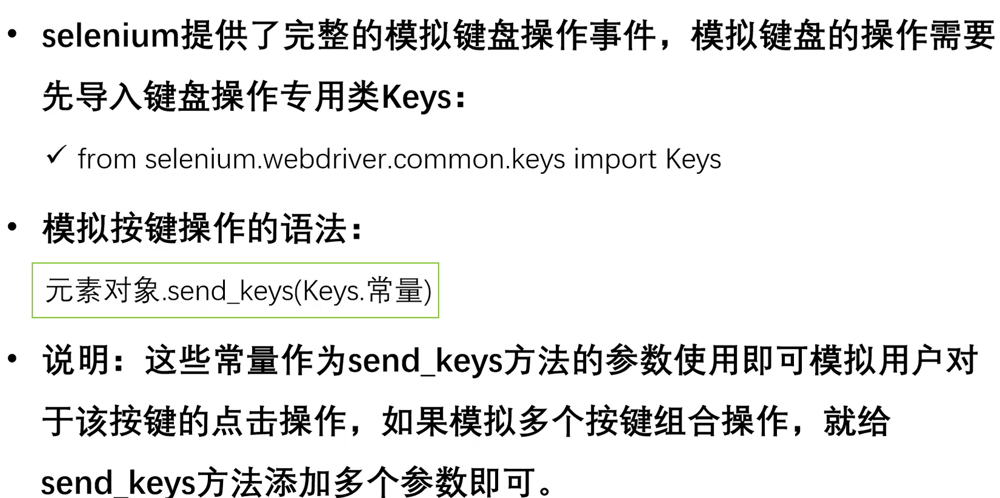 • selenium提供了完整的模拟键盘操作事件，模拟键盘的操作需要
先导入键盘操作专用类Keys：
✓ from selenium.webdriver.common.keys import Keys
• 模拟按键操作的语法：
元素对象.send_keys(Keys.常量)
• 说明：这些常量作为send_keys方法的参数使用即可模拟用户对
于该按键的点击操作，如果模拟多个按键组合操作，就给
send_keys方法添加多个参数即可。